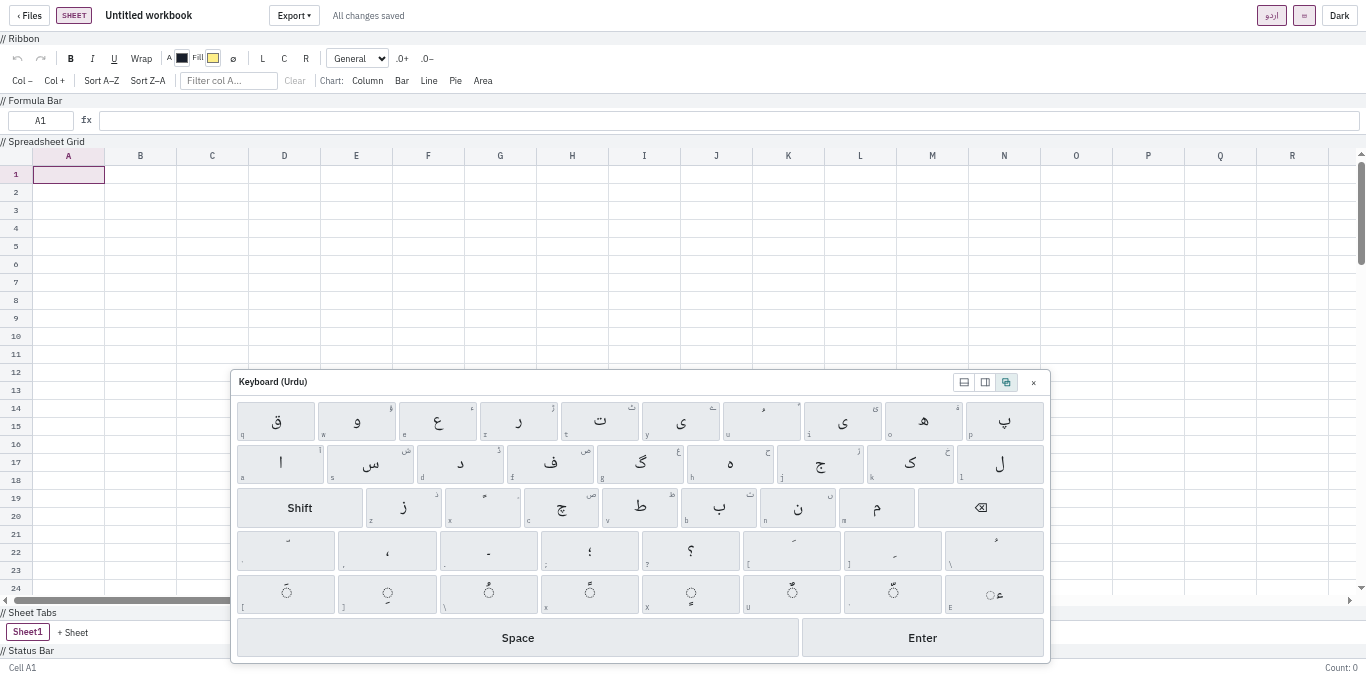 ‹ Files SHEET Untitled workbook Export ▾ All changes saved اردو ⌨ Dark
// Ribbon
B I U Wrap A Fill ⌀ L C R General .0+ .0−
Col − Col + Sort A–Z Sort Z–A Filter col A... Clear Chart: Column Bar Line Pie Area
// Formula Bar
A1 fx
// Spreadsheet Grid
A B C D E F G H I J K L M N O P Q R
1
2
3
4
5
6
7
8
9
10
11
12
13
14
15
16
17
18
19
20
21
22
23
24
Keyboard (Urdu) ×
ق q و ؤ w ع ء e ر ڑ r ت ٹ t ی ے y ُ u ی ئ i ھ ۃ o پ p
ا آ a س ش s د ڈ d ف ض f گ غ g ہ ح h ج ژ j ک خ k ل l
Shift ز ذ z x چ ص c ط ظ v ب ث b ن ں n م m ⌫
، , ۔ . ؛ ; ؟ ? َ [ ِ ] ُ \
◌َ [ ◌ِ ] ◌ُ \ ◌ً x ◌ٍ X ◌ٌ U ◌ّ ` ◌ء E
Space Enter
// Sheet Tabs
Sheet1 + Sheet
// Status Bar
Cell A1 Count: 0